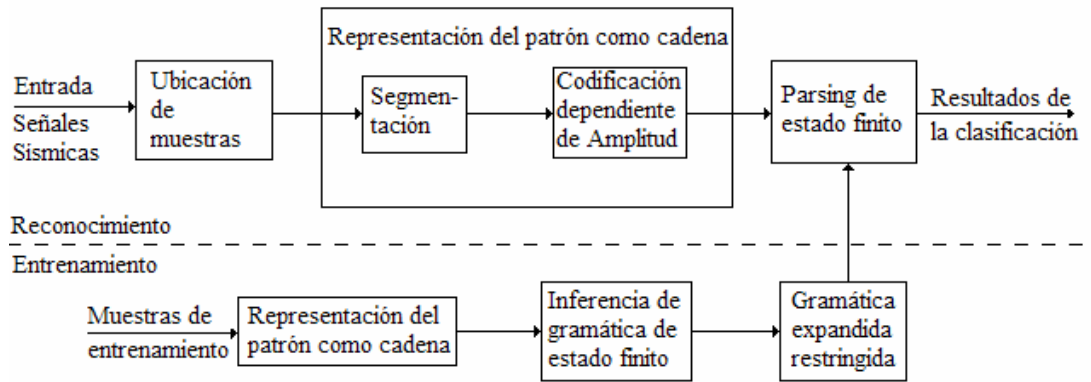 Representación del patrón como cadena
Entrada
Señales
Sísmicas
Ubicación
de
muestras
Segmen-
tación
Codificación
dependiente
de Amplitud
Parsing de
estado finito
Resultados de
la clasificación
Reconocimiento
Entrenamiento
Muestras de
entrenamiento
Representación del
patrón como cadena
Inferencia de
gramática de
estado finito
Gramática
expandida
restringida